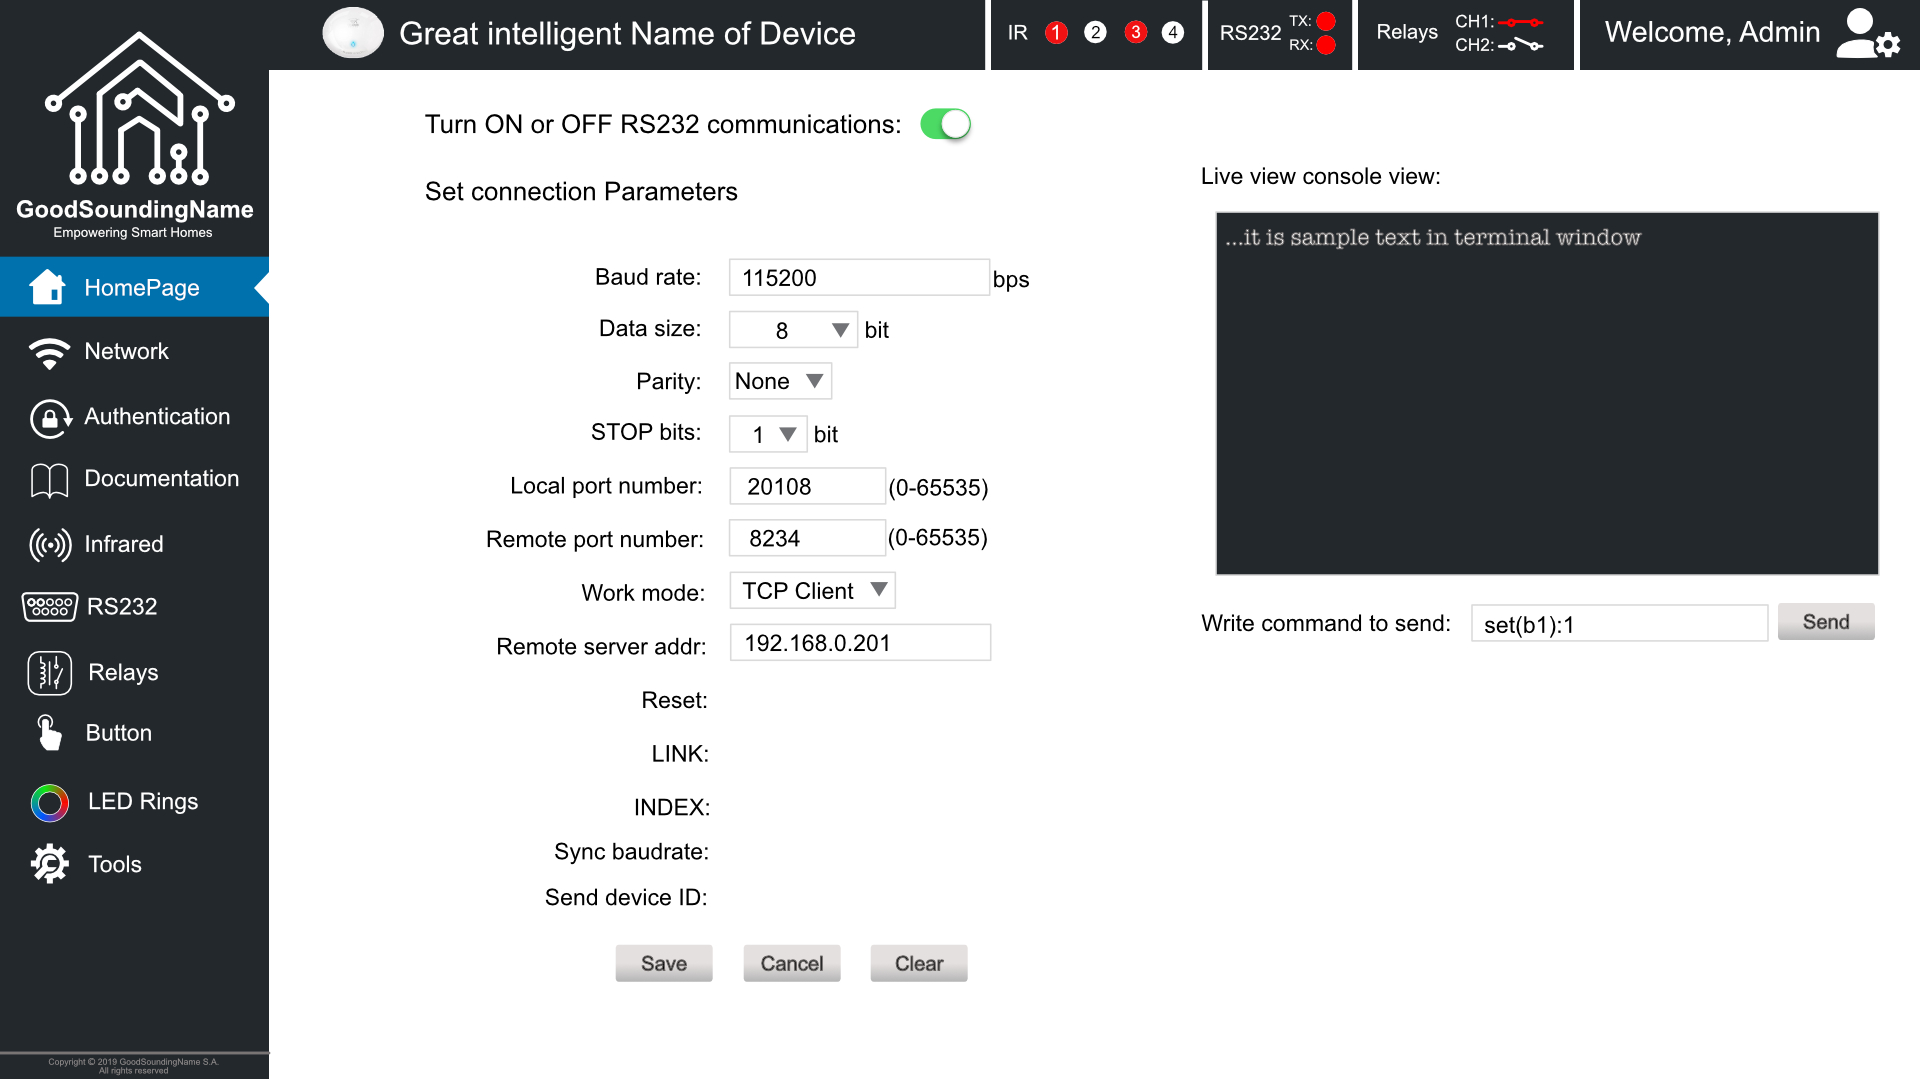 Great intelligent Name of Device
IR 1 2 3 4
RS232 TX: RX:
Relays CH1: CH2:
Welcome, Admin
GoodSoundingName
Empowering Smart Homes
HomePage
Network
Authentication
Documentation
Infrared
RS232
Relays
Button
LED Rings
Tools
Copyright © 2019 GoodSoundingName S.A.
All rights reserved
Turn ON or OFF RS232 communications:
Set connection Parameters
Baud rate: 115200 bps
Data size: 8 bit
Parity: None
STOP bits: 1 bit
Local port number: 20108 (0-65535)
Remote port number: 8234 (0-65535)
Work mode: TCP Client
Remote server addr: 192.168.0.201
Reset:
LINK:
INDEX:
Sync baudrate:
Send device ID:
Save Cancel Clear
Live view console view:
...it is sample text in terminal window
Write command to send: set(b1):1 Send